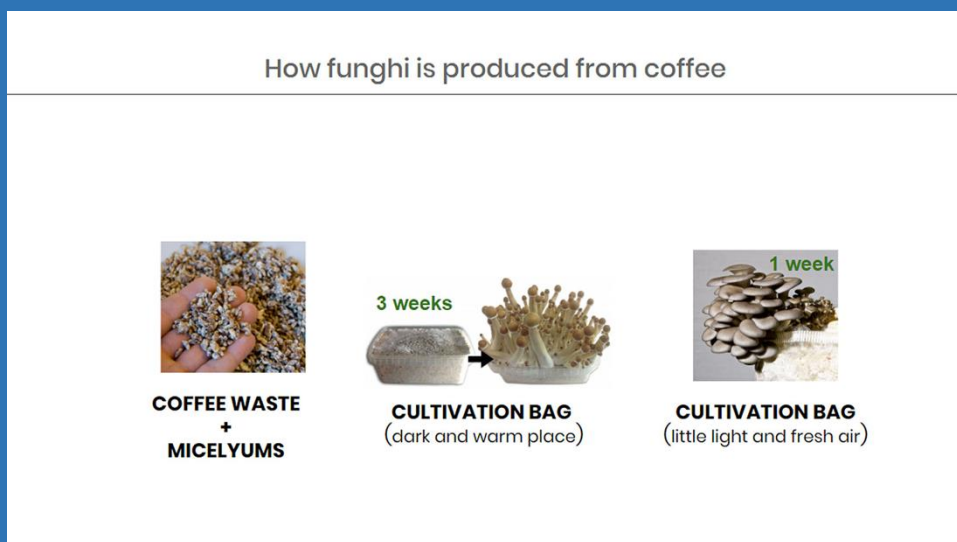 How funghi is produced from coffee
3 weeks
1 week
COFFEE WASTE
+
MICELYUMS
CULTIVATION BAG
(dark and warm place)
CULTIVATION BAG
(little light and fresh air)